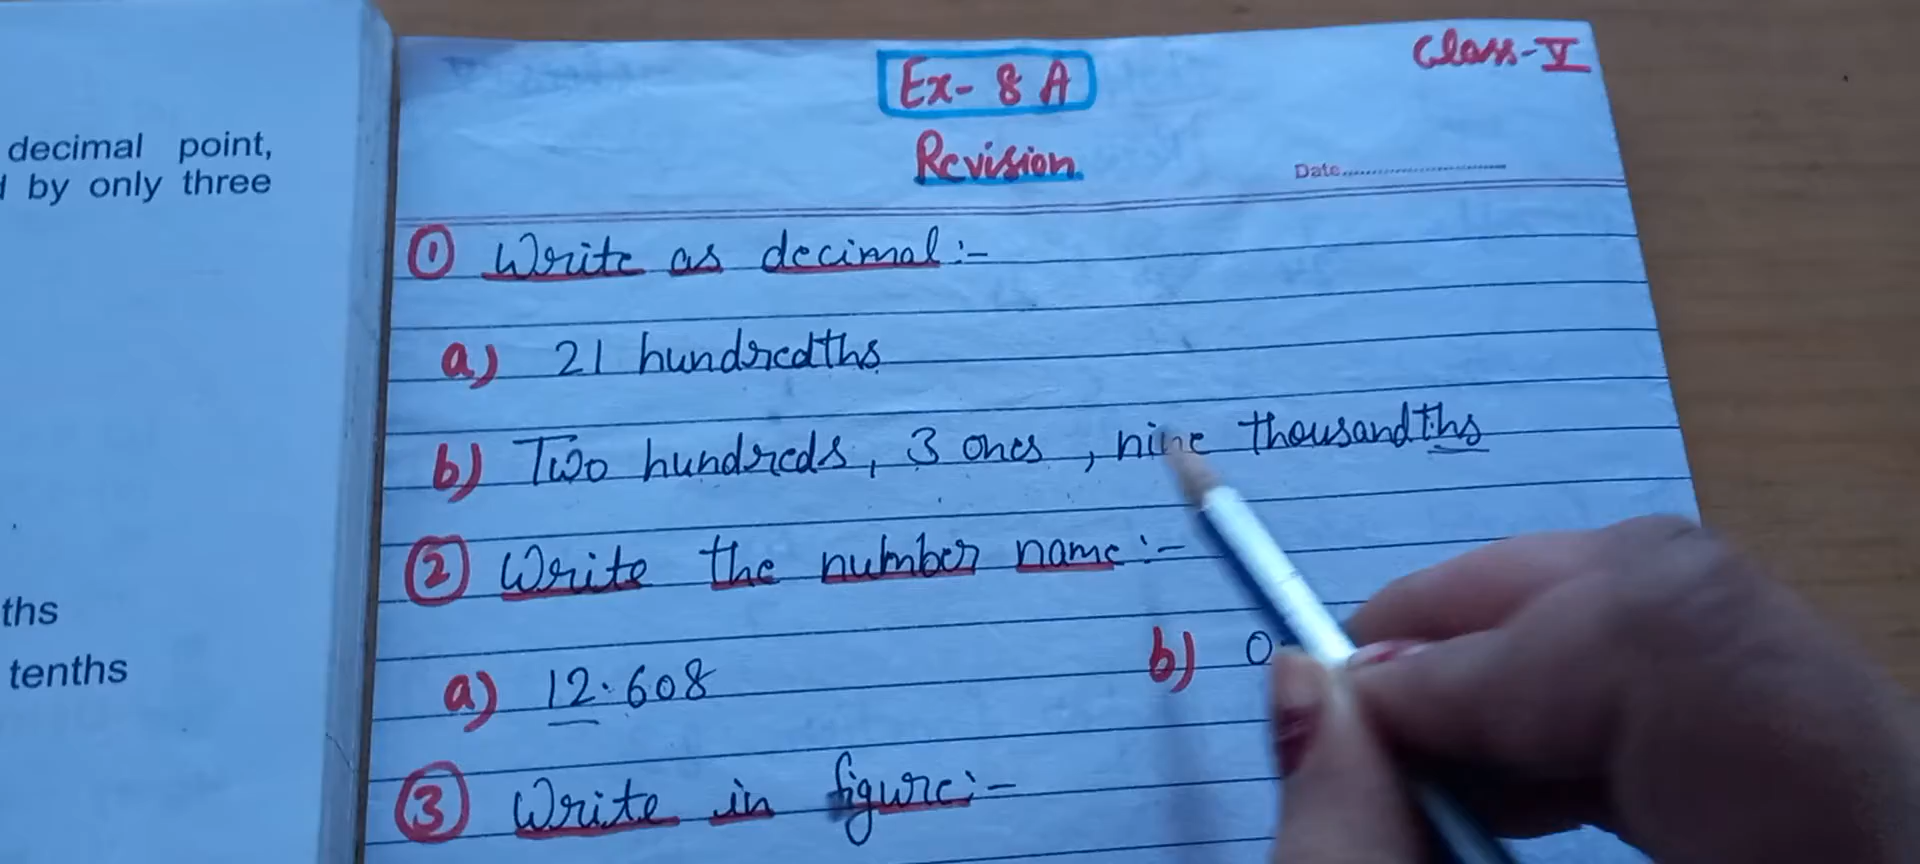 decimal point,
by only three
ths
tenths
Class-V
Ex- 8 A
Revision
Date
① Write as decimal:-
a) 21 hundredths
b) Two hundreds, 3 ones, nine thousandths
② Write the number name:-
a) 12.608
b) 0.
③ Write in figure:-